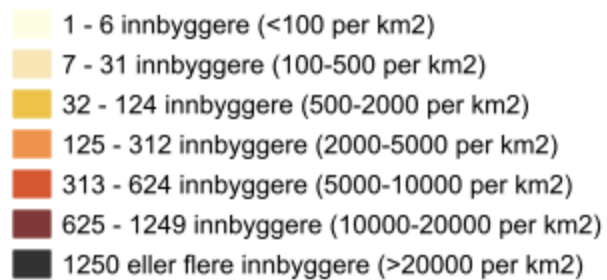 1 - 6 innbyggere (<100 per km2)
7 - 31 innbyggere (100-500 per km2)
32 - 124 innbyggere (500-2000 per km2)
125 - 312 innbyggere (2000-5000 per km2)
313 - 624 innbyggere (5000-10000 per km2)
625 - 1249 innbyggere (10000-20000 per km2)
1250 eller flere innbyggere (>20000 per km2)